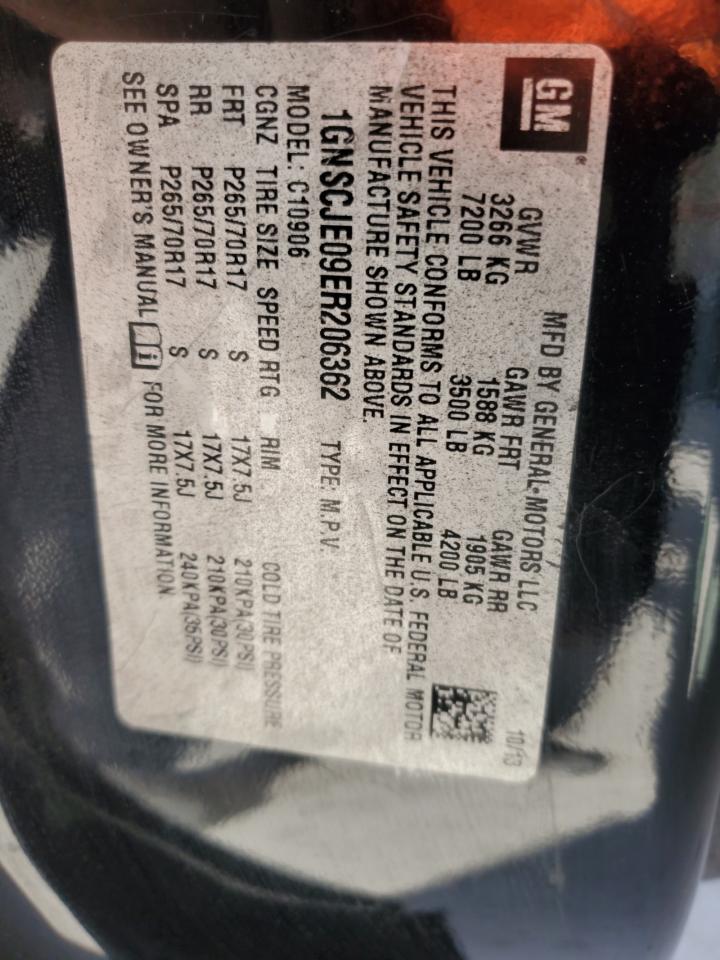 GM®
MFD BY GENERAL MOTORS LLC 10/13
GVWR GAWR FRT GAWR RR
3266 KG 1588 KG 1905 KG
7200 LB 3500 LB 4200 LB
THIS VEHICLE CONFORMS TO ALL APPLICABLE U.S. FEDERAL MOTOR
VEHICLE SAFETY STANDARDS IN EFFECT ON THE DATE OF
MANUFACTURE SHOWN ABOVE.
1GNSCJE09ER206362 TYPE: M.P.V.
MODEL: C10906
CGNZ TIRE SIZE SPEED RTG RIM COLD TIRE PRESSURE
FRT P265/70R17 S 17X7.5J 210KPA(30PSI)
RR P265/70R17 S 17X7.5J 210KPA(30PSI)
SPA P265/70R17 S 17X7.5J 240KPA(35PSI)
SEE OWNER'S MANUAL i FOR MORE INFORMATION